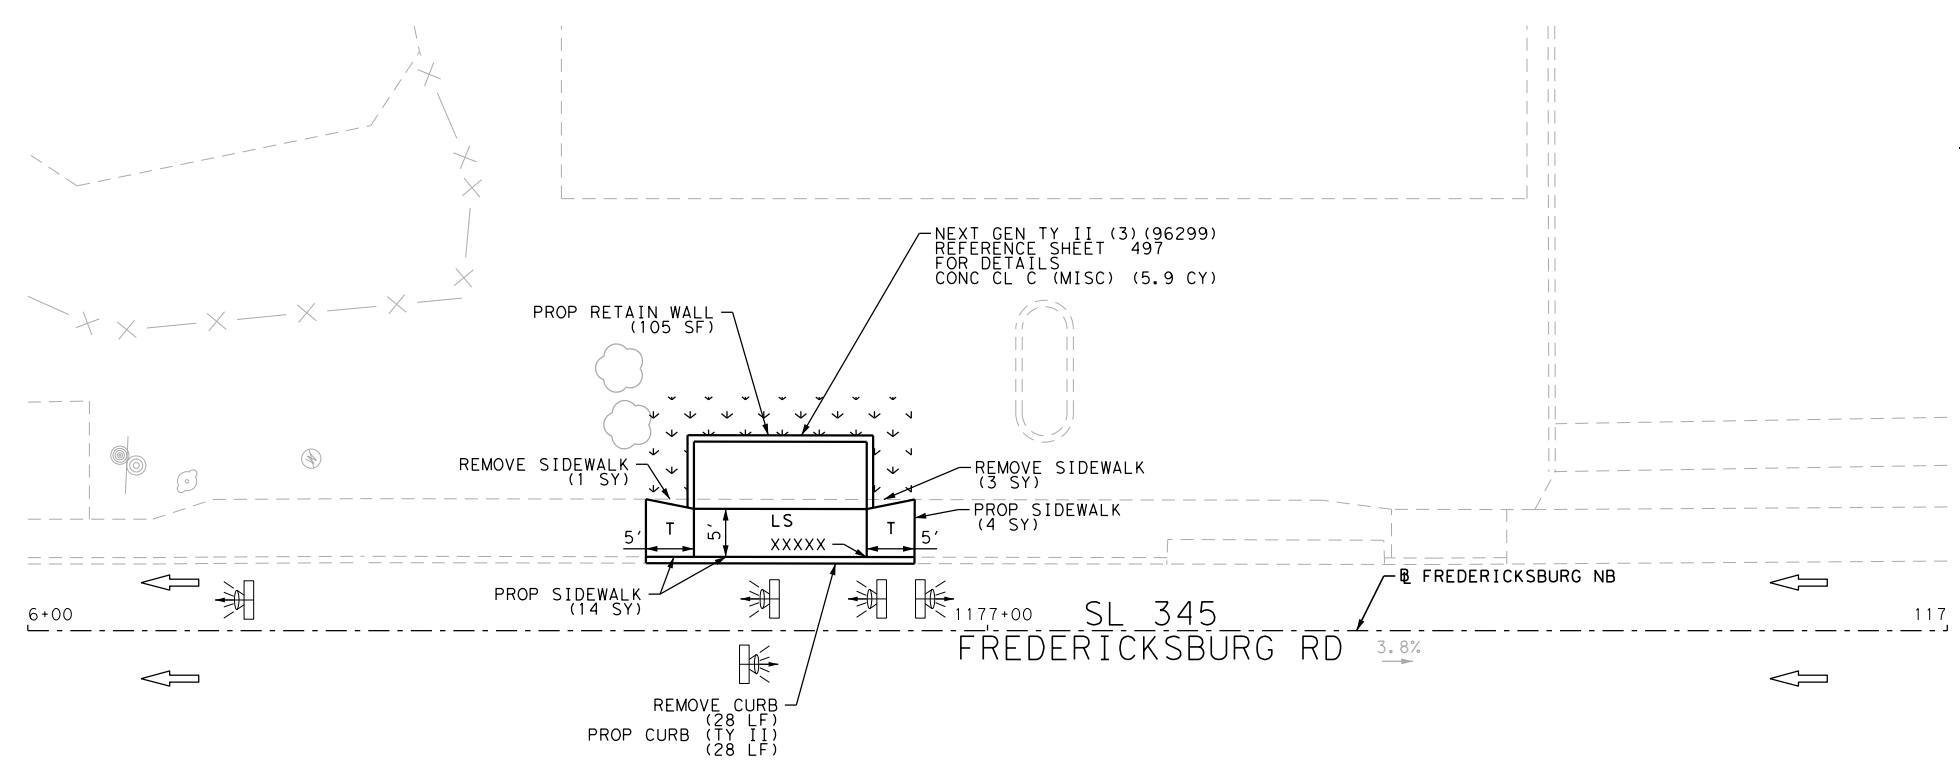 NEXT GEN TY II (3)(96299)
REFERENCE SHEET 497
FOR DETAILS
CONC CL C (MISC) (5.9 CY)
PROP RETAIN WALL
(105 SF)
REMOVE SIDEWALK
(1 SY)
REMOVE SIDEWALK
(3 SY)
PROP SIDEWALK
(4 SY)
T
5'
5'
LS
XXXXX
T
5'
PROP SIDEWALK
(14 SY)
FREDERICKSBURG NB
6+00
1177+00
SL 345
117
FREDERICKSBURG RD
3.8%
REMOVE CURB
(28 LF)
PROP CURB (TY II)
(28 LF)